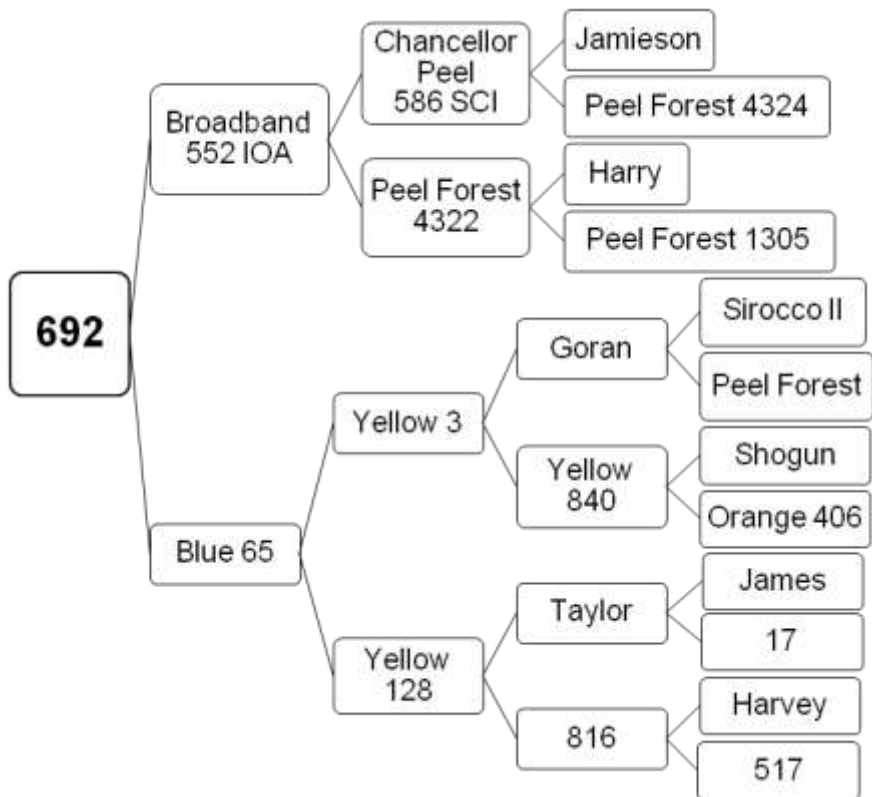 692
Broadband
552 IOA
Chancellor
Peel
586 SCI
Jamieson
Peel Forest 4324
Peel Forest
4322
Harry
Peel Forest 1305
Blue 65
Yellow 3
Goran
Sirocco II
Peel Forest
Yellow
840
Shogun
Orange 406
Yellow
128
Taylor
James
17
816
Harvey
517